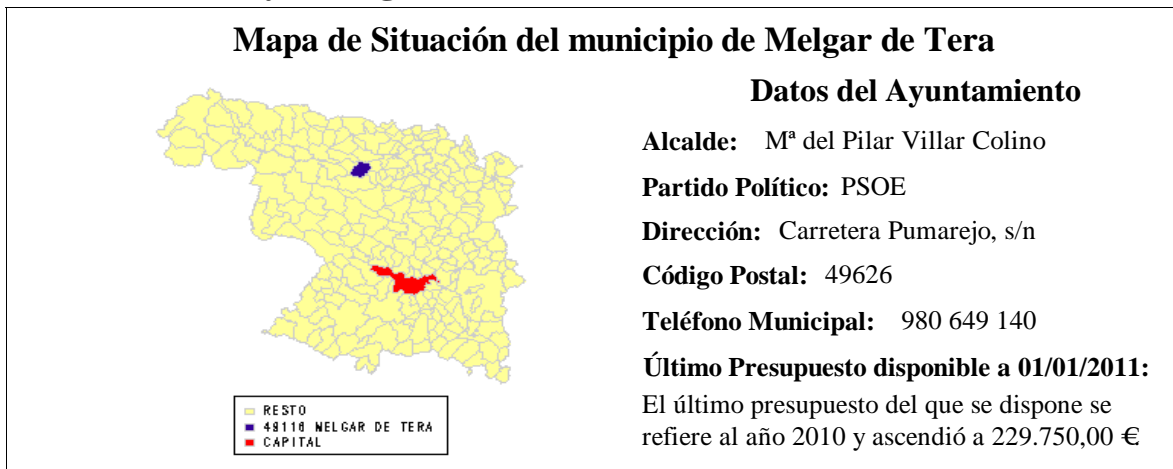 Mapa de Situación del municipio de Melgar de Tera
Datos del Ayuntamiento
Alcalde: Mª del Pilar Villar Colino
Partido Político: PSOE
Dirección: Carretera Pumarejo, s/n
Código Postal: 49626
Teléfono Municipal: 980 649 140
Último Presupuesto disponible a 01/01/2011:
El último presupuesto del que se dispone se
refiere al año 2010 y ascendió a 229.750,00 €
RESTO
49116 MELGAR DE TERA
CAPITAL